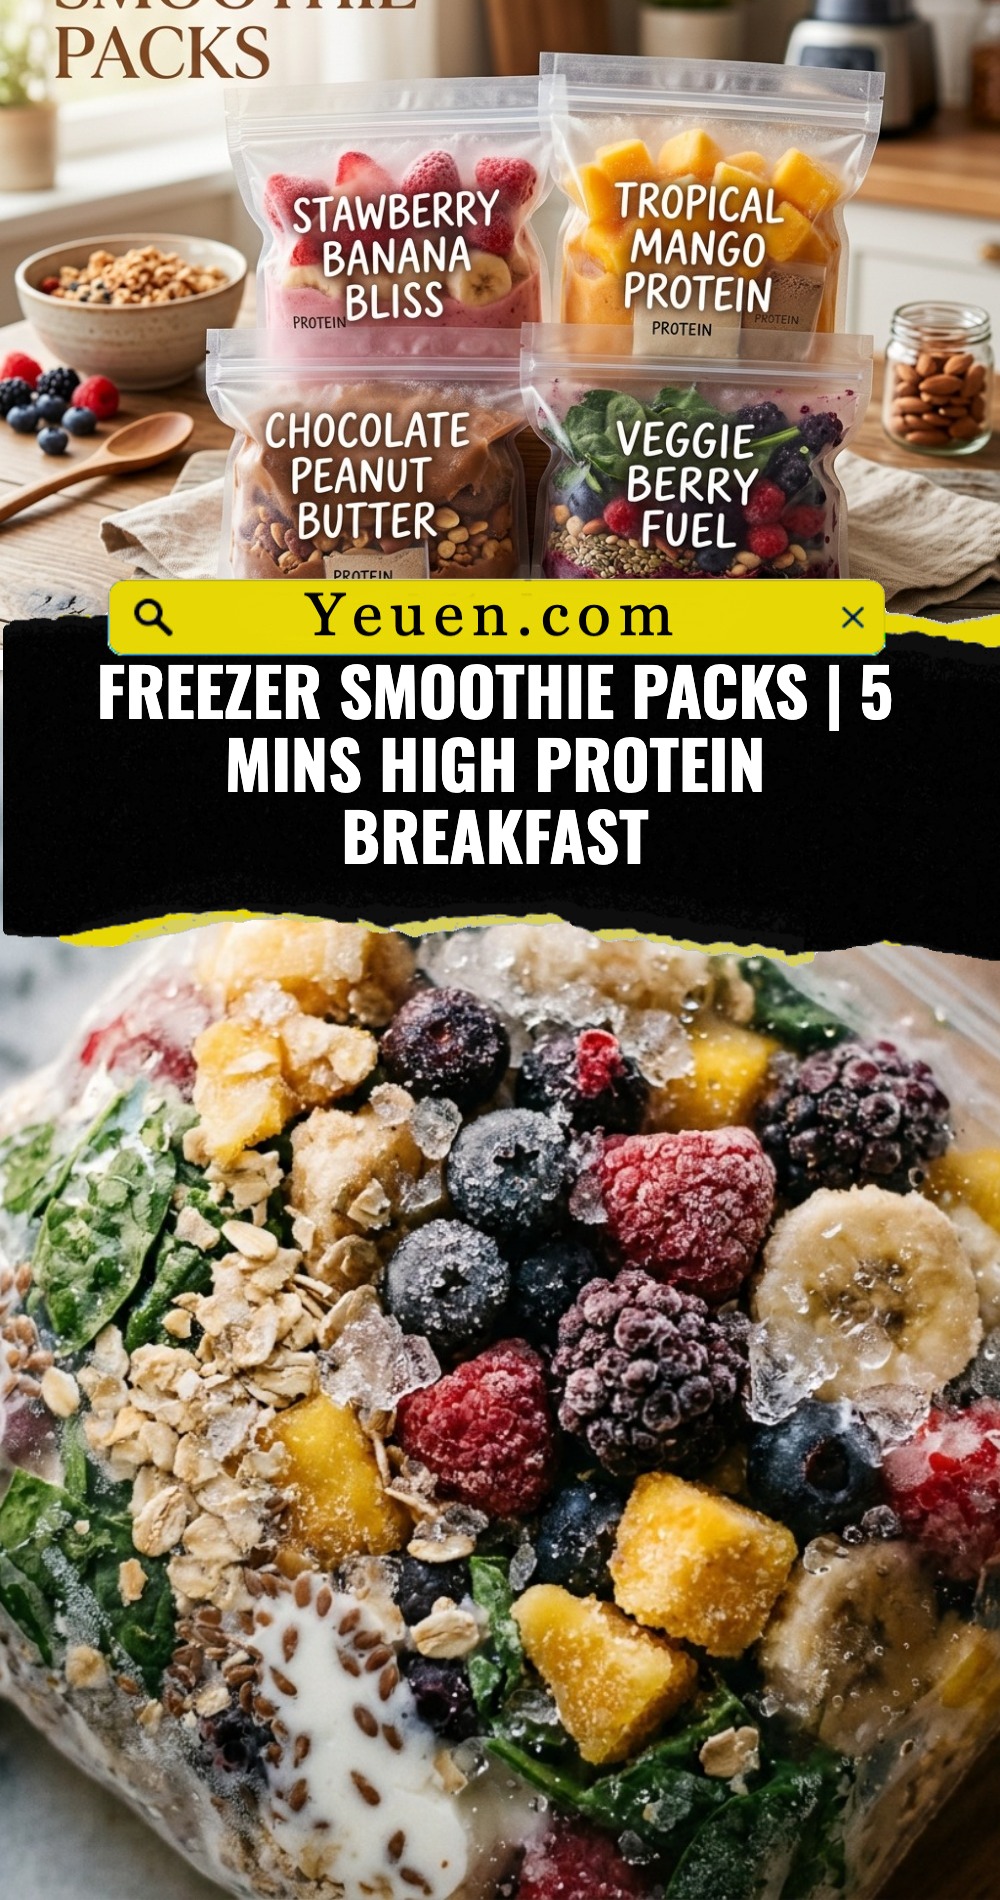 SMOOTHIE
PACKS
STAWBERRY
BANANA
BLISS
PROTEIN
TROPICAL
MANGO
PROTEIN
PROTEIN
PROTEIN
CHOCOLATE
PEANUT
BUTTER
PROTEIN
VEGGIE
BERRY
FUEL
Yeuen.com
FREEZER SMOOTHIE PACKS | 5
MINS HIGH PROTEIN
BREAKFAST